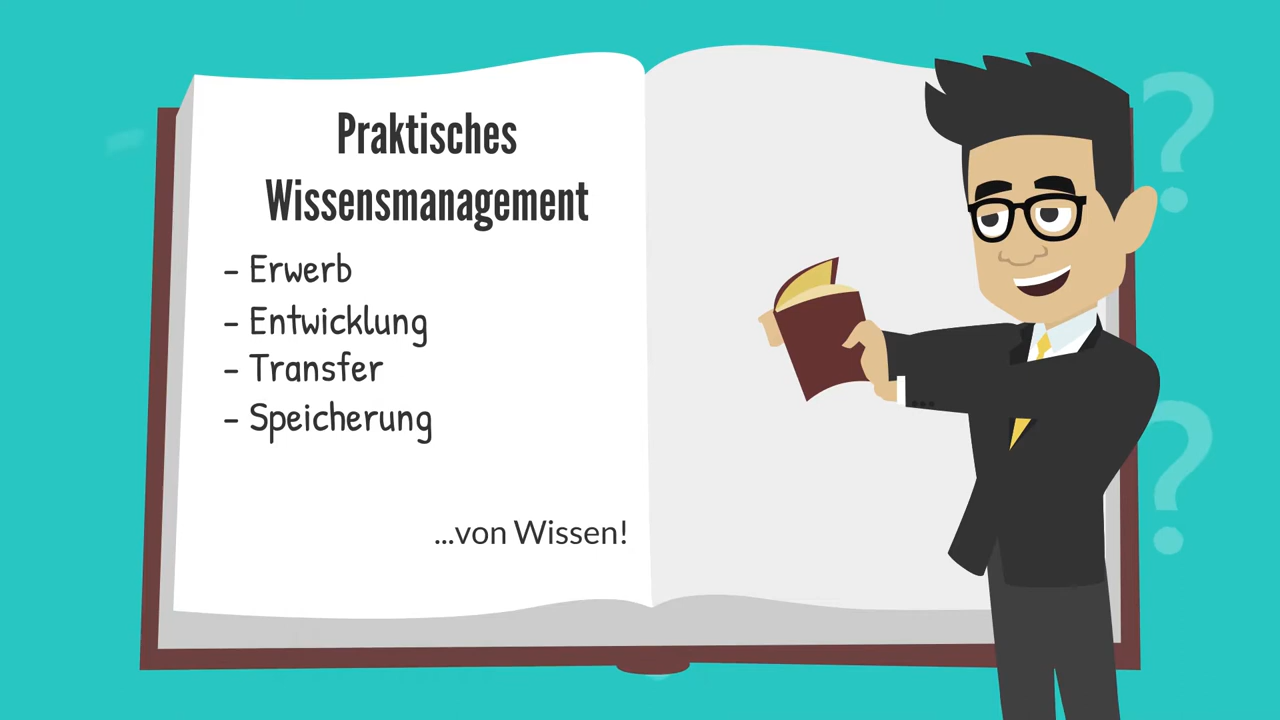 Praktisches
Wissensmanagement
- Erwerb
- Entwicklung
- Transfer
- Speicherung
...von Wissen!
?
?